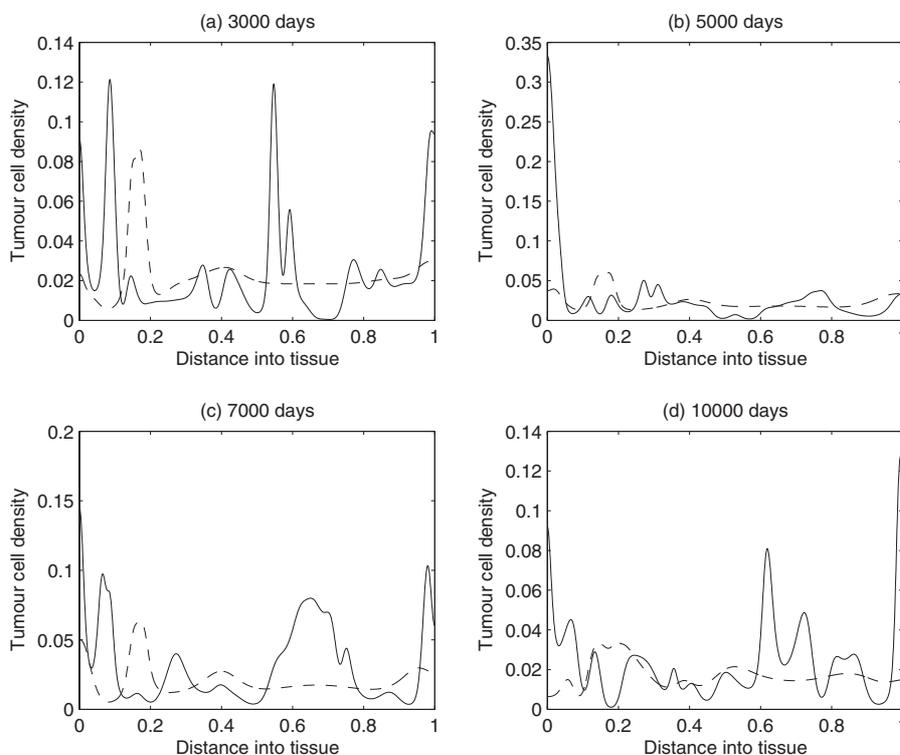 (a) 3000 days
(b) 5000 days
0.14
0.12
0.1
0.08
0.06
0.04
0.02
0
Tumour cell density
0 0.2 0.4 0.6 0.8 1
Distance into tissue
0.35
0.3
0.25
0.2
0.15
0.1
0.05
0
Tumour cell density
0 0.2 0.4 0.6 0.8
Distance into tissue
(c) 7000 days
(d) 10000 days
0.2
0.15
0.1
0.05
0
Tumour cell density
0 0.2 0.4 0.6 0.8 1
Distance into tissue
0.14
0.12
0.1
0.08
0.06
0.04
0.02
0
Tumour cell density
0 0.2 0.4 0.6 0.8
Distance into tissue